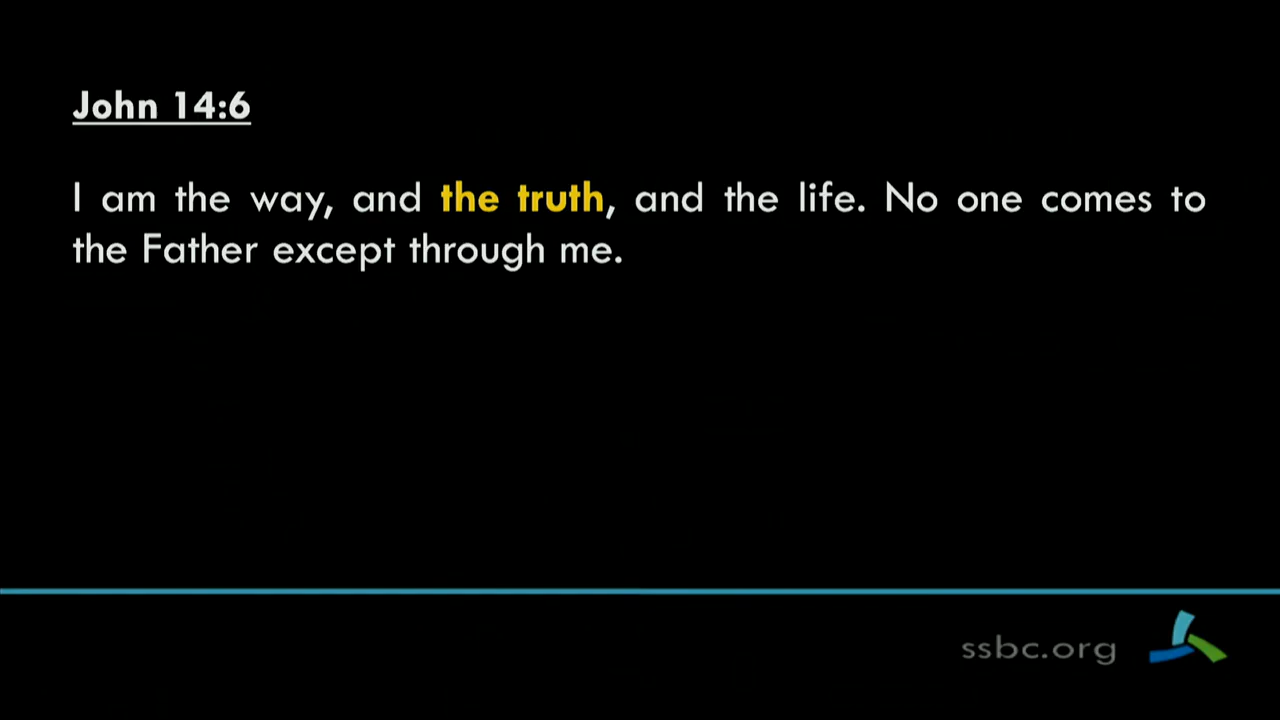 John 14:6
I am the way, and the truth, and the life. No one comes to
the Father except through me.
ssbc.org